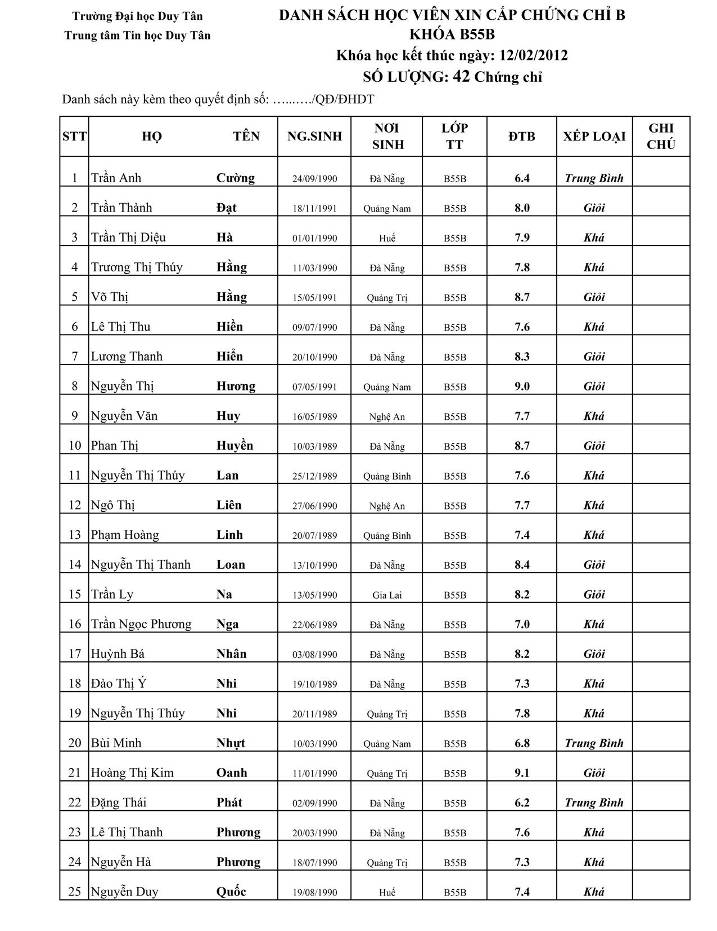 Trường Đại học Duy Tân
Trung tâm Tin học Duy Tân
DANH SÁCH HỌC VIÊN XIN CẤP CHỨNG CHỈ B
KHÓA B55B
Khóa học kết thúc ngày: 12/02/2012
SỐ LƯỢNG: 42 Chứng chỉ
Danh sách này kèm theo quyết định số: …...…./QĐ/ĐHDT
STT HỌ TÊN NG.SINH NƠI SINH LỚP TT ĐTB XẾP LOẠI GHI CHÚ
1 Trần Anh Cường 24/09/1990 Đà Nẵng B55B 6.4 Trung Bình
2 Trần Thành Đạt 18/11/1991 Quảng Nam B55B 8.0 Giỏi
3 Trần Thị Diệu Hà 01/01/1990 Huế B55B 7.9 Khá
4 Trương Thị Thúy Hằng 11/03/1990 Đà Nẵng B55B 7.8 Khá
5 Võ Thị Hằng 15/05/1991 Quảng Trị B55B 8.7 Giỏi
6 Lê Thị Thu Hiền 09/07/1990 Đà Nẵng B55B 7.6 Khá
7 Lương Thanh Hiển 20/10/1990 Đà Nẵng B55B 8.3 Giỏi
8 Nguyễn Thị Hương 07/05/1991 Quảng Nam B55B 9.0 Giỏi
9 Nguyễn Văn Huy 16/05/1989 Nghệ An B55B 7.7 Khá
10 Phan Thị Huyền 10/03/1989 Đà Nẵng B55B 8.7 Giỏi
11 Nguyễn Thị Thúy Lan 25/12/1989 Quảng Bình B55B 7.6 Khá
12 Ngô Thị Liên 27/06/1990 Nghệ An B55B 7.7 Khá
13 Phạm Hoàng Linh 20/07/1989 Quảng Bình B55B 7.4 Khá
14 Nguyễn Thị Thanh Loan 13/10/1990 Đà Nẵng B55B 8.4 Giỏi
15 Trần Ly Na 13/05/1990 Gia Lai B55B 8.2 Giỏi
16 Trần Ngọc Phương Nga 22/06/1989 Đà Nẵng B55B 7.0 Khá
17 Huỳnh Bá Nhân 03/08/1990 Đà Nẵng B55B 8.2 Giỏi
18 Đào Thị Ý Nhi 19/10/1989 Đà Nẵng B55B 7.3 Khá
19 Nguyễn Thị Thúy Nhi 20/11/1989 Quảng Trị B55B 7.8 Khá
20 Bùi Minh Nhựt 10/03/1990 Quảng Nam B55B 6.8 Trung Bình
21 Hoàng Thị Kim Oanh 11/01/1990 Quảng Trị B55B 9.1 Giỏi
22 Đặng Thái Phát 02/09/1990 Đà Nẵng B55B 6.2 Trung Bình
23 Lê Thị Thanh Phương 20/03/1990 Đà Nẵng B55B 7.6 Khá
24 Nguyễn Hà Phương 18/07/1990 Quảng Trị B55B 7.3 Khá
25 Nguyễn Duy Quốc 19/08/1990 Huế B55B 7.4 Khá